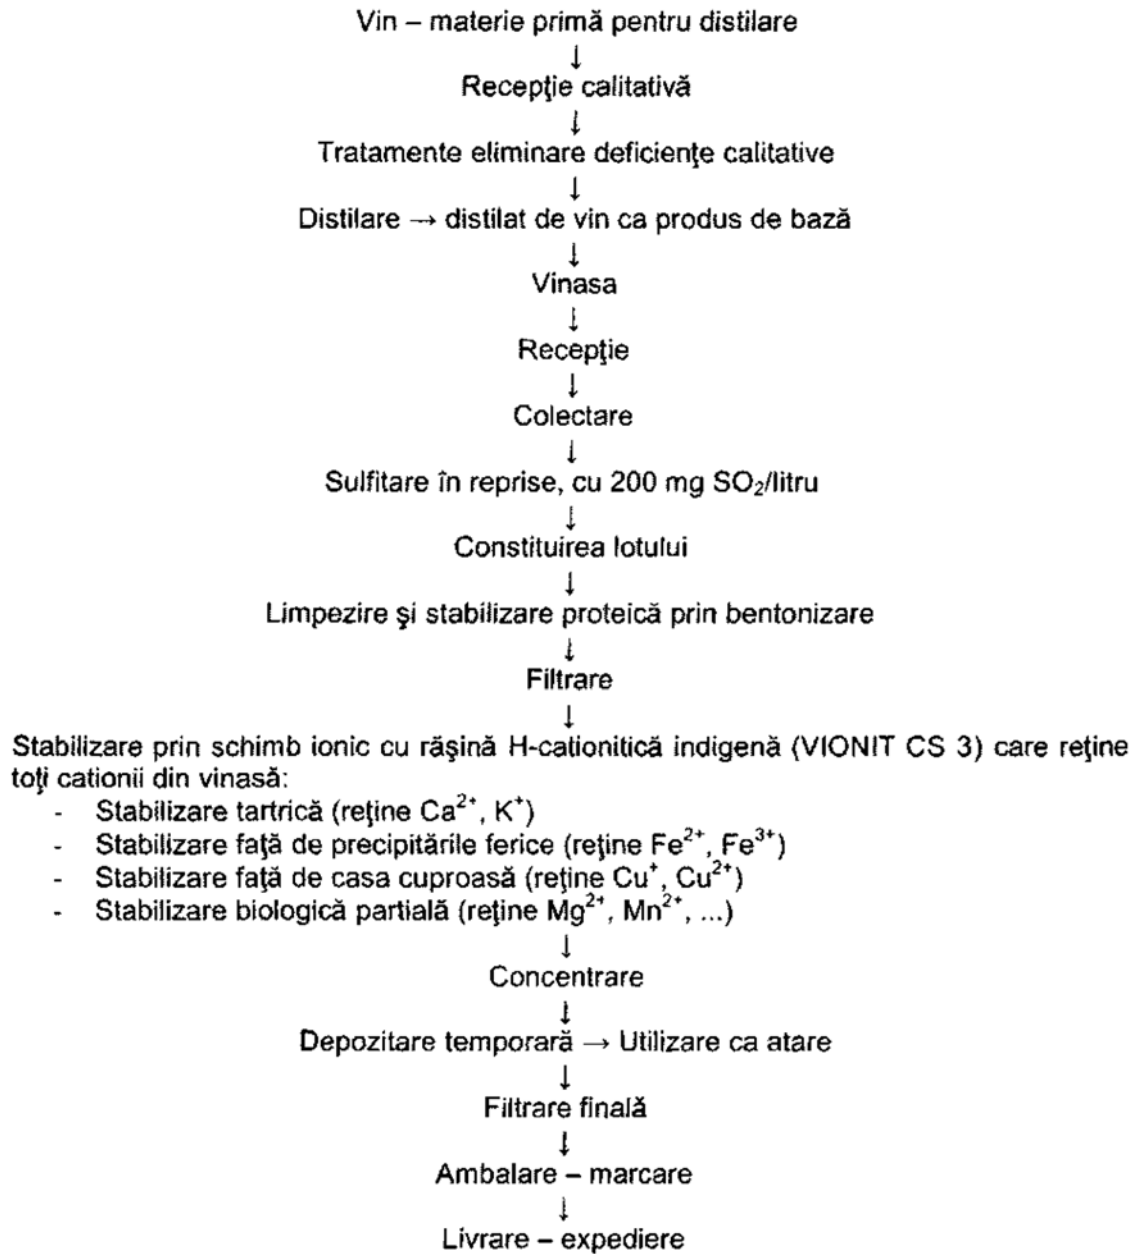 Vin – materie primă pentru distilare
↓
Recepţie calitativă
↓
Tratamente eliminare deficienţe calitative
↓
Distilare → distilat de vin ca produs de bază
↓
Vinasa
↓
Recepţie
↓
Colectare
↓
Sulfitare în reprise, cu 200 mg SO₂/litru
↓
Constituirea lotului
↓
Limpezire şi stabilizare proteică prin bentonizare
↓
Filtrare
↓
Stabilizare prin schimb ionic cu răşină H-cationitică indigenă (VIONIT CS 3) care reţine
toţi cationii din vinasă:
- Stabilizare tartrică (reţine Ca²⁺, K⁺)
- Stabilizare faţă de precipitările ferice (reţine Fe²⁺, Fe³⁺)
- Stabilizare faţă de casa cuproasă (reţine Cu⁺, Cu²⁺)
- Stabilizare biologică partială (reţine Mg²⁺, Mn²⁺, ...)
↓
Concentrare
↓
Depozitare temporară → Utilizare ca atare
↓
Filtrare finală
↓
Ambalare – marcare
↓
Livrare – expediere